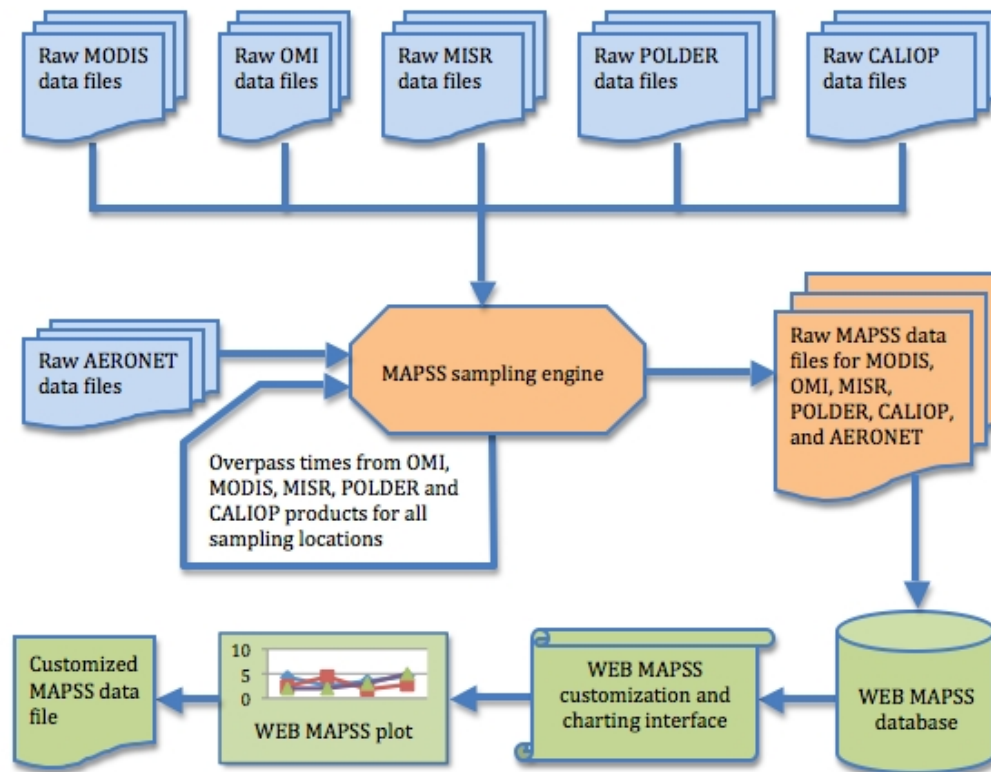 Raw MODIS
data files
Raw OMI
data files
Raw MISR
data files
Raw POLDER
data files
Raw CALIOP
data files
Raw AERONET
data files
MAPSS sampling engine
Raw MAPSS data
files for MODIS,
OMI, MISR,
POLDER, CALIOP,
and AERONET
Overpass times from OMI,
MODIS, MISR, POLDER and
CALIOP products for all
sampling locations
Customized
MAPSS data
file
10
5
0
WEB MAPSS plot
WEB MAPSS
customization and
charting interface
WEB MAPSS
database